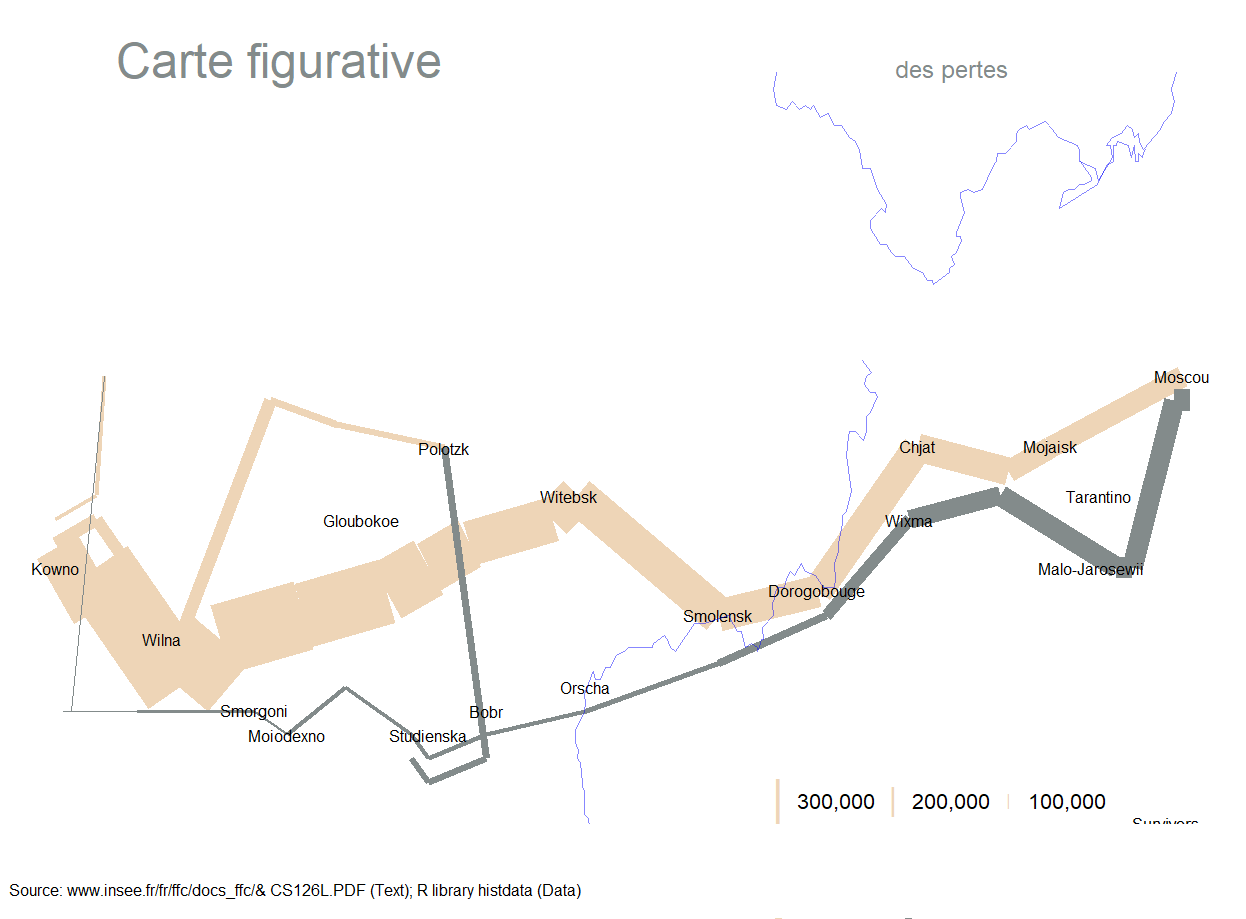 Carte figurative
des pertes
Moscou
Chjat
Mojaisk
Polotzk
Witebsk
Tarantino
Gloubokoe
Wixma
Kowno
Malo-Jarosewii
Dorogobouge
Smolensk
Wilna
Orscha
Smorgoni
Bobr
Moiodexno
Studienska
300,000
200,000
100,000
Survivors
Source: www.insee.fr/fr/ffc/docs_ffc/& CS126L.PDF (Text); R library histdata (Data)